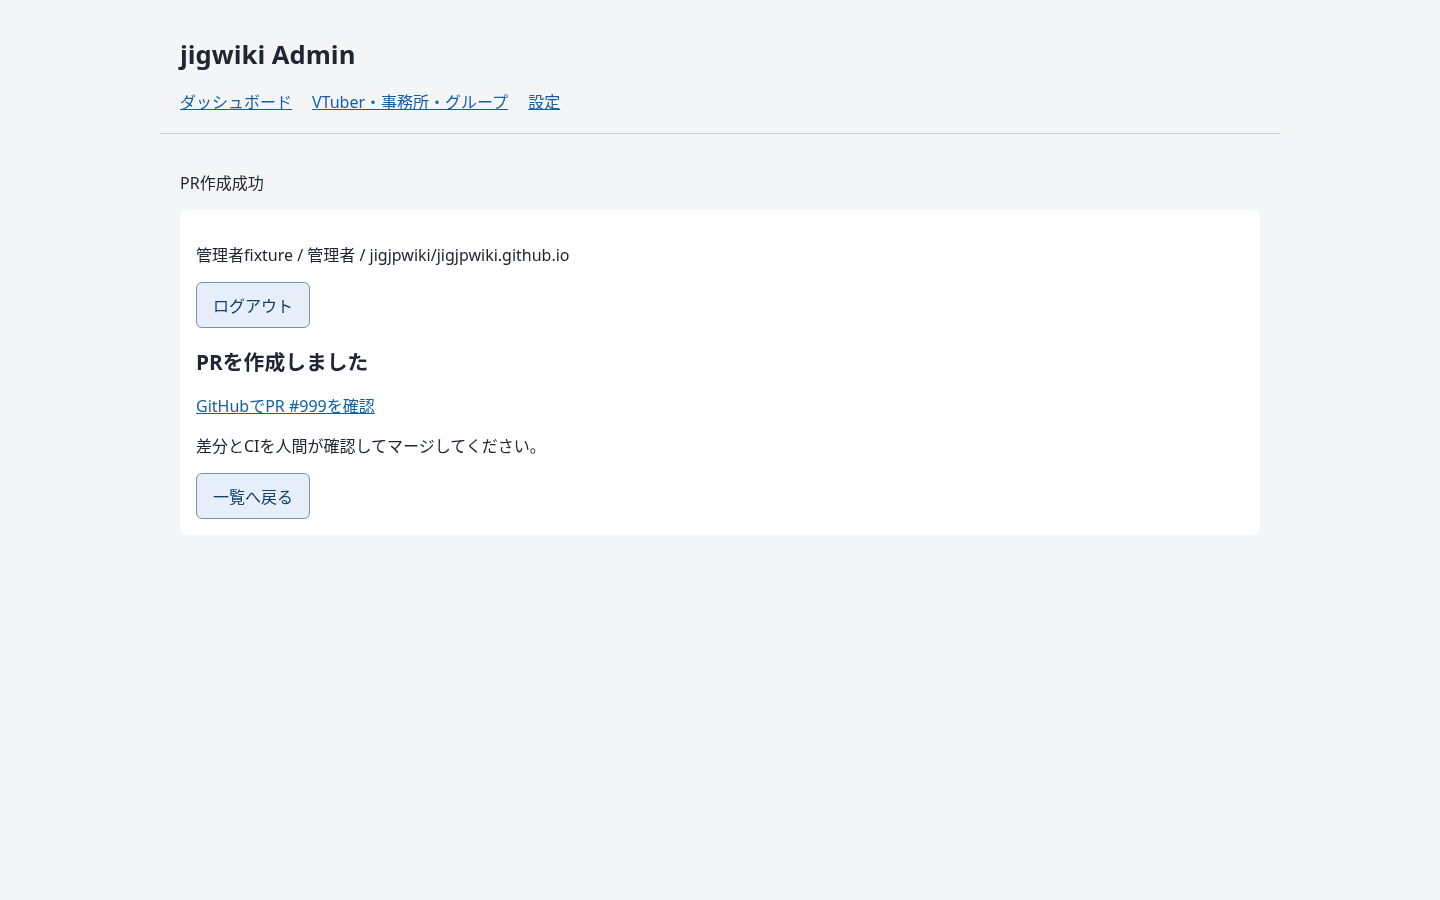 jigwiki Admin
ダッシュボード VTuber・事務所・グループ 設定
PR作成成功
管理者fixture / 管理者 / jigjpwiki/jigjpwiki.github.io
ログアウト
PRを作成しました
GitHubでPR #999を確認
差分とCIを人間が確認してマージしてください。
一覧へ戻る